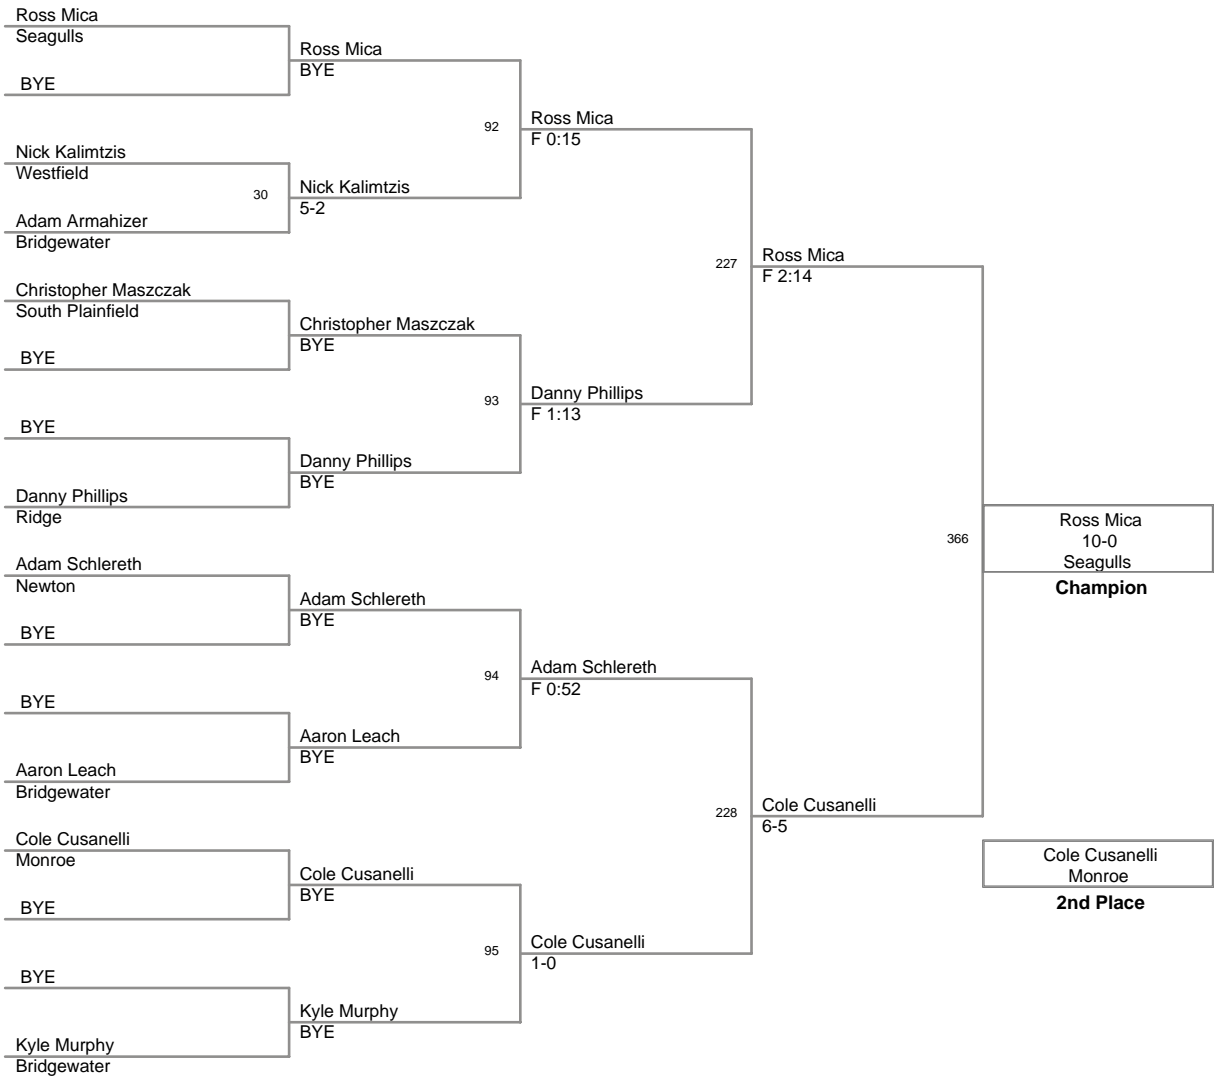 Ross Mica
Seagulls
BYE
Nick Kalimtzis
Westfield
30
Adam Armahizer
Bridgewater
Christopher Maszczak
South Plainfield
BYE
BYE
Danny Phillips
Ridge
Adam Schlereth
Newton
BYE
BYE
Aaron Leach
Bridgewater
Cole Cusanelli
Monroe
BYE
BYE
Kyle Murphy
Bridgewater
Ross Mica
BYE
92
Nick Kalimtzis
5-2
Christopher Maszczak
BYE
93
Danny Phillips
BYE
Adam Schlereth
BYE
94
Aaron Leach
BYE
Cole Cusanelli
BYE
95
Kyle Murphy
BYE
Ross Mica
F 0:15
227
Danny Phillips
F 1:13
Adam Schlereth
F 0:52
228
Cole Cusanelli
1-0
Ross Mica
F 2:14
366
Cole Cusanelli
6-5
Ross Mica
10-0
Seagulls
Champion
Cole Cusanelli
Monroe
2nd Place